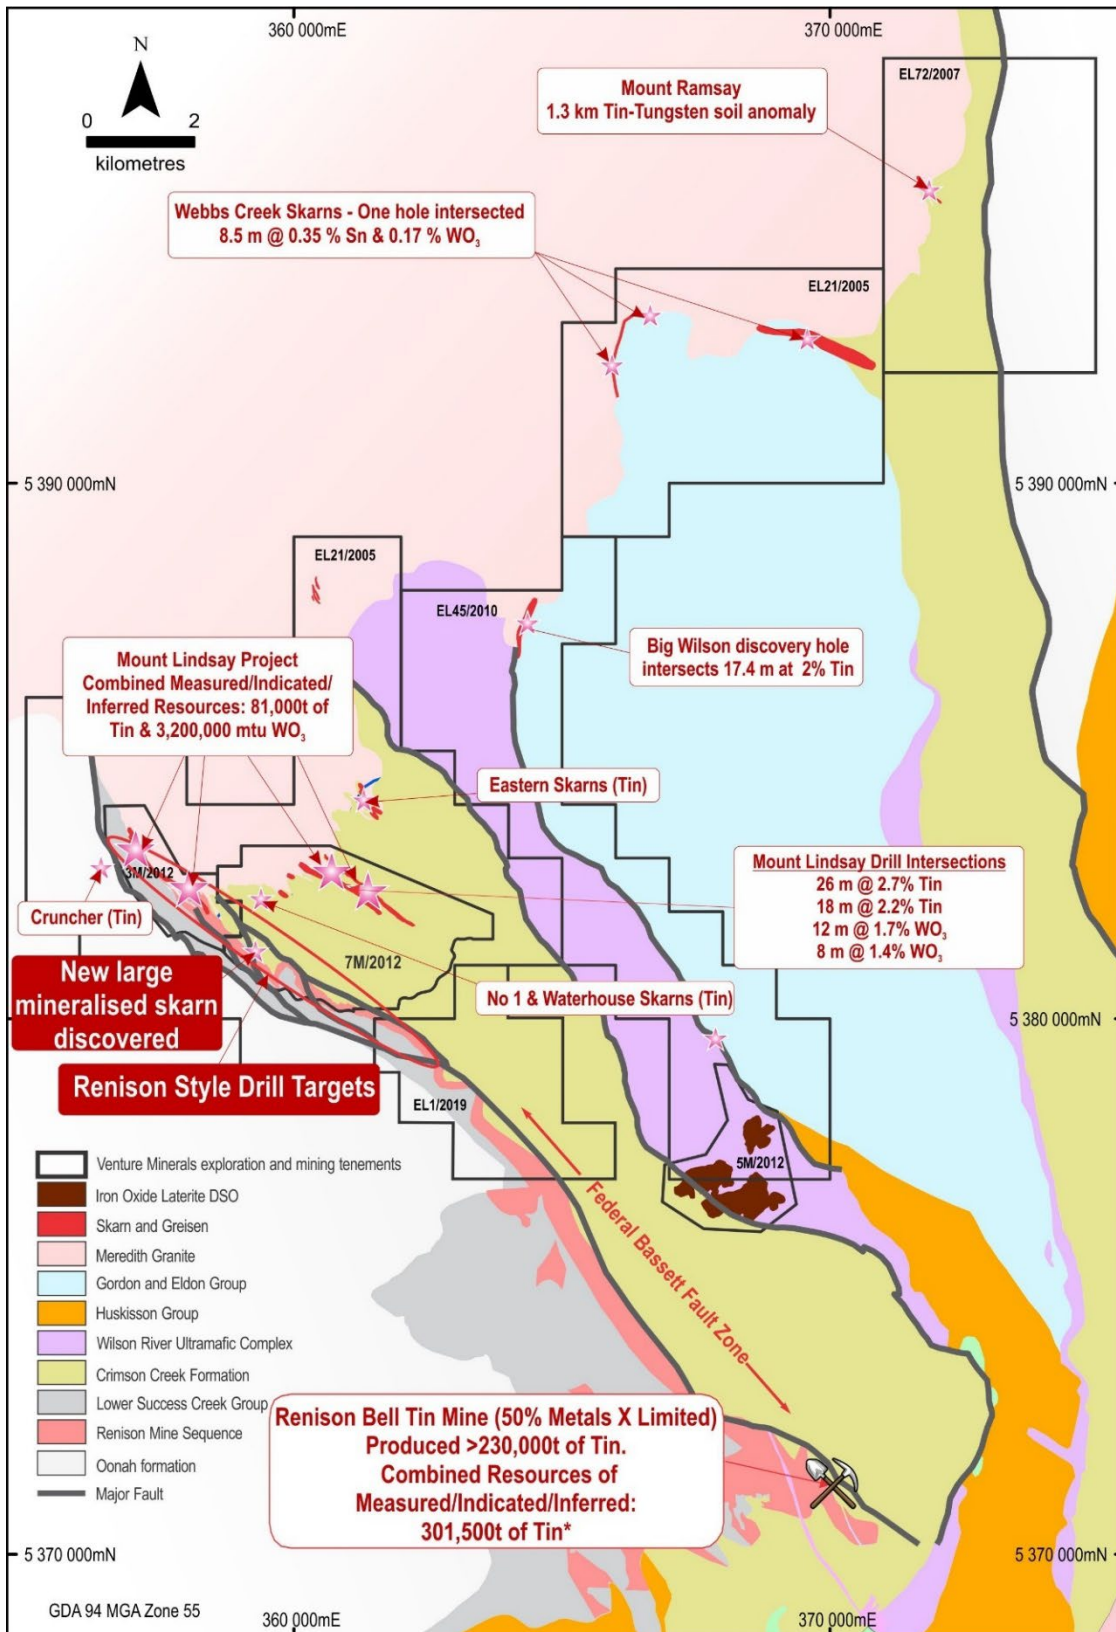 360 000mE
370 000mE
N
0 2
kilometres
EL72/2007
Mount Ramsay
1.3 km Tin-Tungsten soil anomaly
Webbs Creek Skarns - One hole intersected
8.5 m @ 0.35 % Sn & 0.17 % WO₃
EL21/2005
5 390 000mN
5 390 000mN
EL21/2005
EL45/2010
Big Wilson discovery hole
intersects 17.4 m at 2% Tin
Mount Lindsay Project
Combined Measured/Indicated/
Inferred Resources: 81,000t of
Tin & 3,200,000 mtu WO₃
Eastern Skarns (Tin)
Mount Lindsay Drill Intersections
26 m @ 2.7% Tin
18 m @ 2.2% Tin
12 m @ 1.7% WO₃
8 m @ 1.4% WO₃
3M/2012
Cruncher (Tin)
7M/2012
New large
mineralised skarn
discovered
No 1 & Waterhouse Skarns (Tin)
5 380 000mN
Renison Style Drill Targets
EL1/2019
5M/2012
Federal Bassett Fault Zone
Venture Minerals exploration and mining tenements
Iron Oxide Laterite DSO
Skarn and Greisen
Meredith Granite
Gordon and Eldon Group
Huskisson Group
Wilson River Ultramafic Complex
Crimson Creek Formation
Lower Success Creek Group
Renison Mine Sequence
Oonah formation
Major Fault
Renison Bell Tin Mine (50% Metals X Limited)
Produced >230,000t of Tin.
Combined Resources of
Measured/Indicated/Inferred:
301,500t of Tin*
5 370 000mN
5 370 000mN
GDA 94 MGA Zone 55
360 000mE
370 000mE